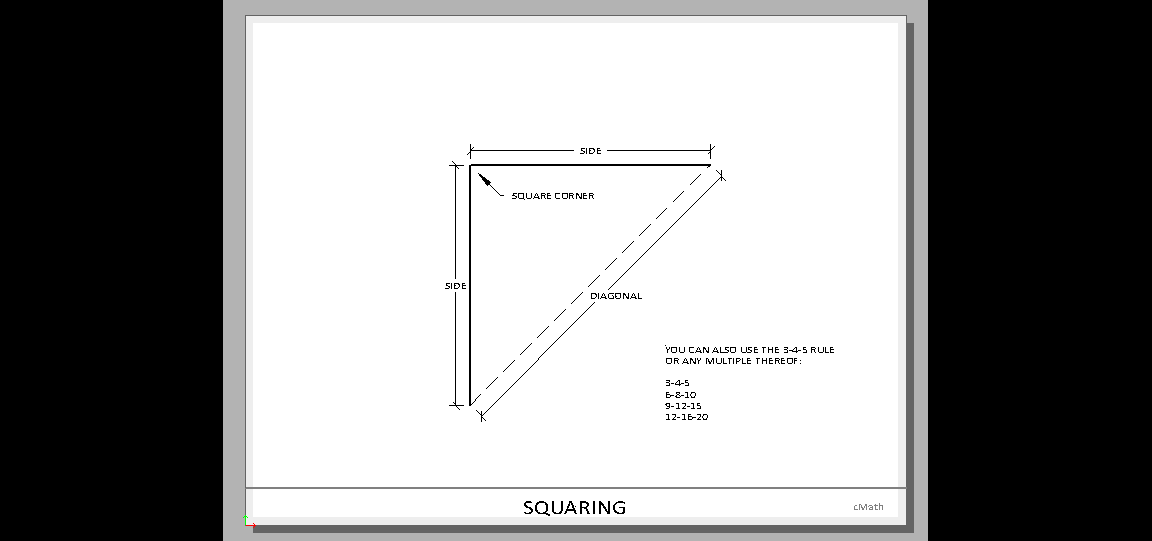 SIDE
SQUARE CORNER
SIDE
DIAGONAL
YOU CAN ALSO USE THE 3-4-5 RULE
OR ANY MULTIPLE THEREOF:
3-4-5
6-8-10
9-12-15
12-16-20
SQUARING
cMath